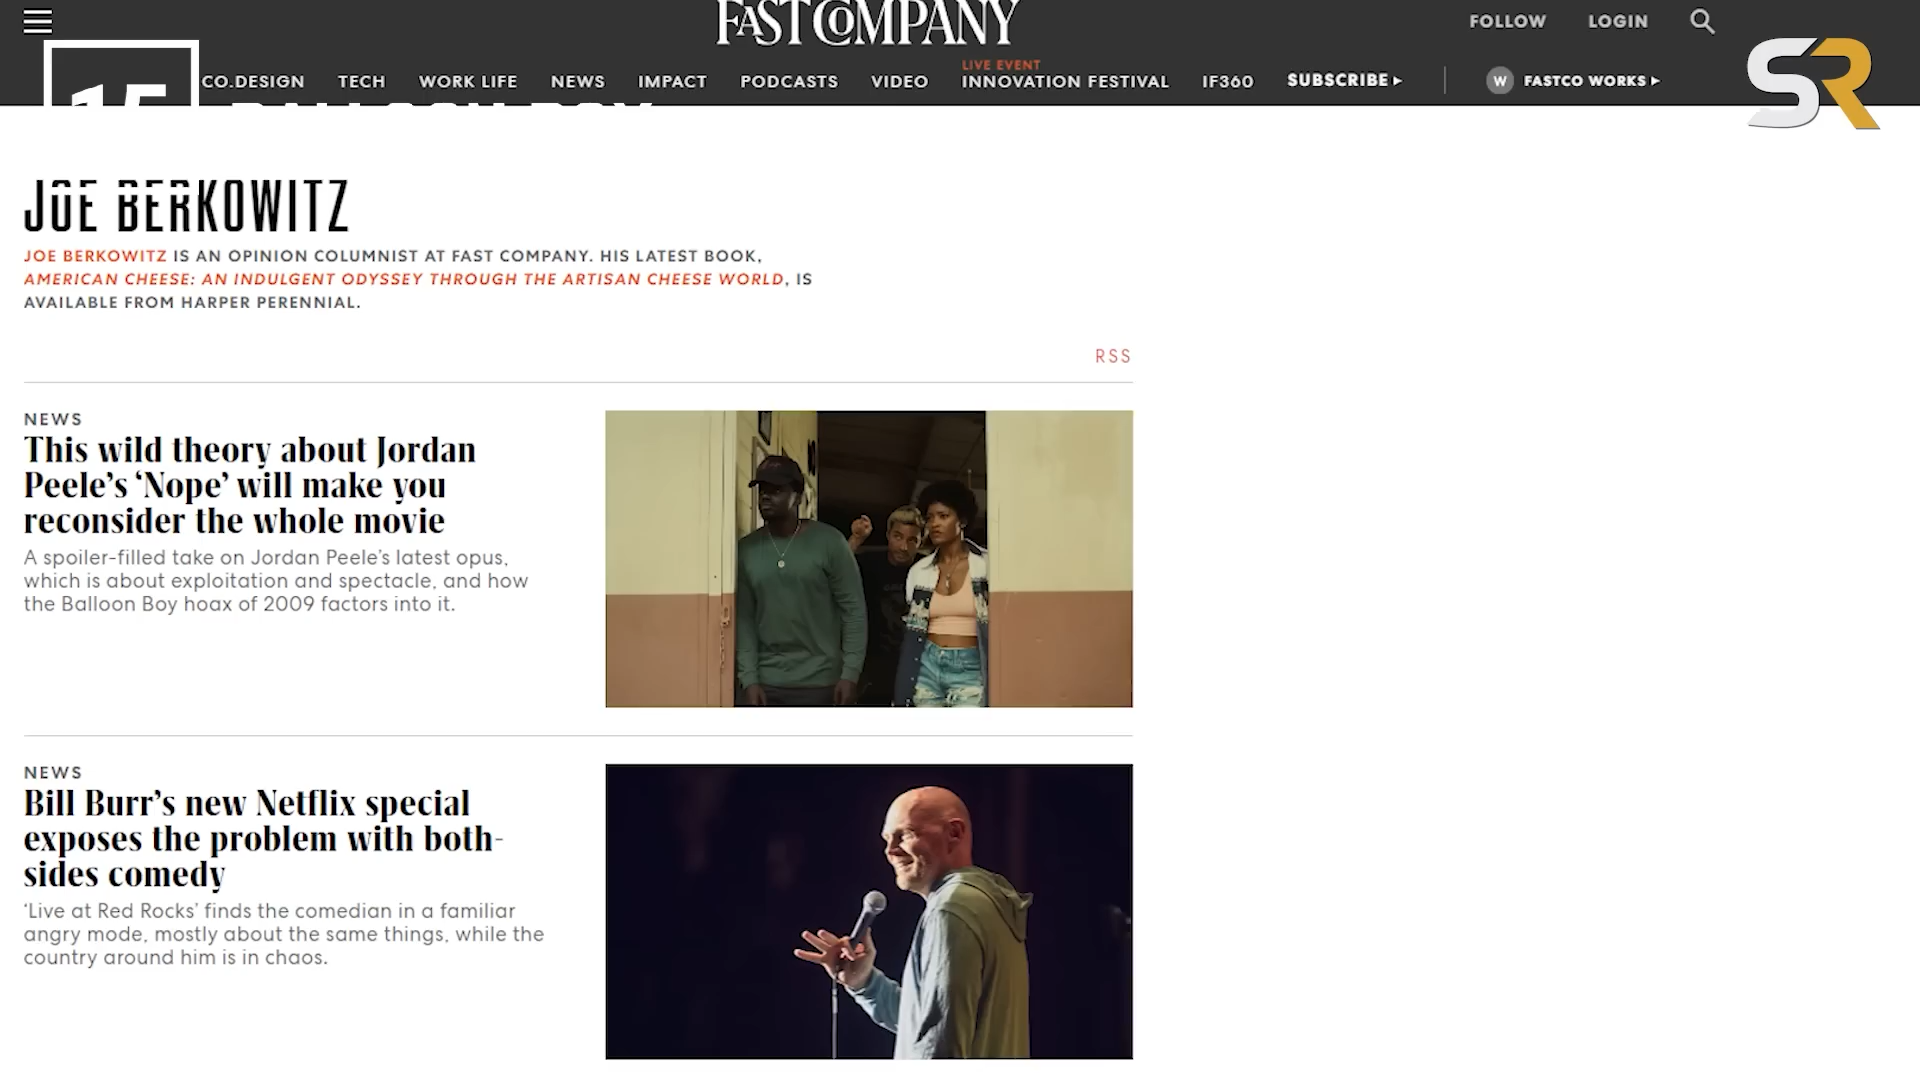 FAST COMPANY
FOLLOW
LOGIN
SR
LIVE EVENT
CO.DESIGN
TECH
WORK LIFE
NEWS
IMPACT
PODCASTS
VIDEO
INNOVATION FESTIVAL
IF360
SUBSCRIBE
W
FASTCO WORKS
15
BALLOON BOY
JOE BERKOWITZ
JOE BERKOWITZ IS AN OPINION COLUMNIST AT FAST COMPANY. HIS LATEST BOOK,
AMERICAN CHEESE: AN INDULGENT ODYSSEY THROUGH THE ARTISAN CHEESE WORLD, IS
AVAILABLE FROM HARPER PERENNIAL.
RSS
NEWS
This wild theory about Jordan
Peele’s ‘Nope’ will make you
reconsider the whole movie
A spoiler-filled take on Jordan Peele’s latest opus,
which is about exploitation and spectacle, and how
the Balloon Boy hoax of 2009 factors into it.
NEWS
Bill Burr’s new Netflix special
exposes the problem with both-
sides comedy
‘Live at Red Rocks’ finds the comedian in a familiar
angry mode, mostly about the same things, while the
country around him is in chaos.